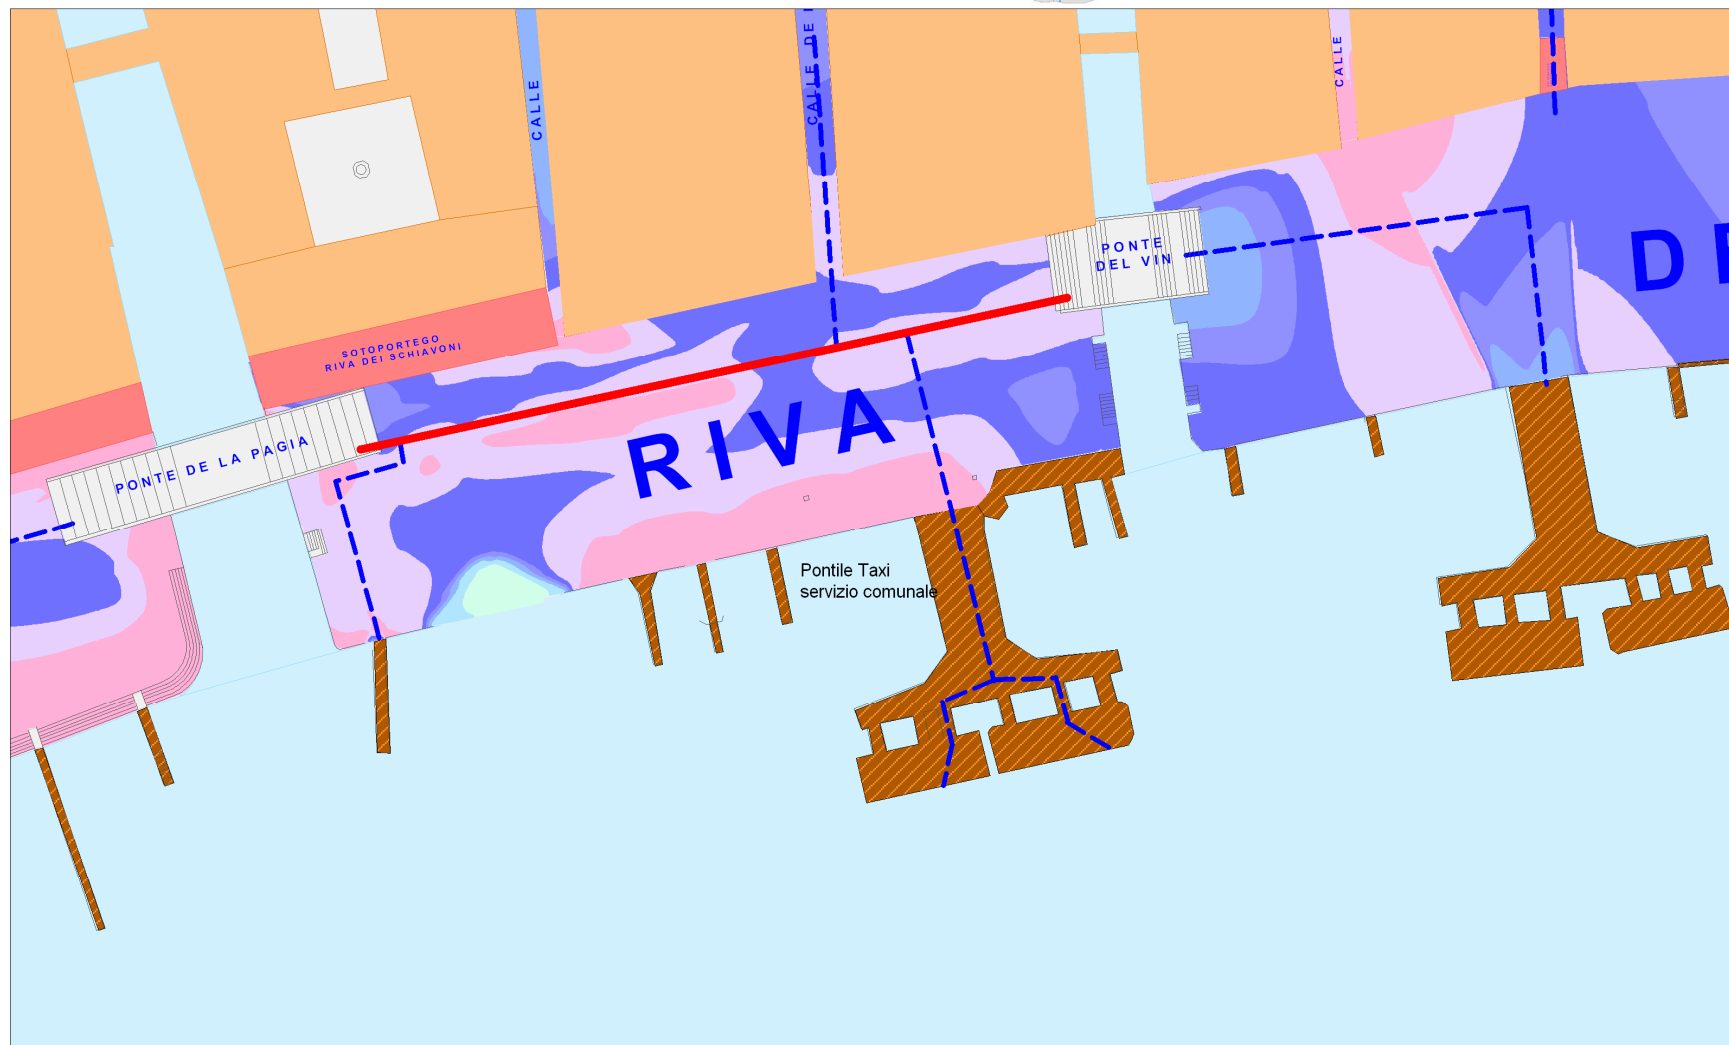 CALLE
CALLE DE
CALLE
PONTE
DEL VIN
DE
SOTOPORTEGO
RIVA DEI SCHIAVONI
RIVA
PONTE DE LA PAGIA
Pontile Taxi
servizio comunale